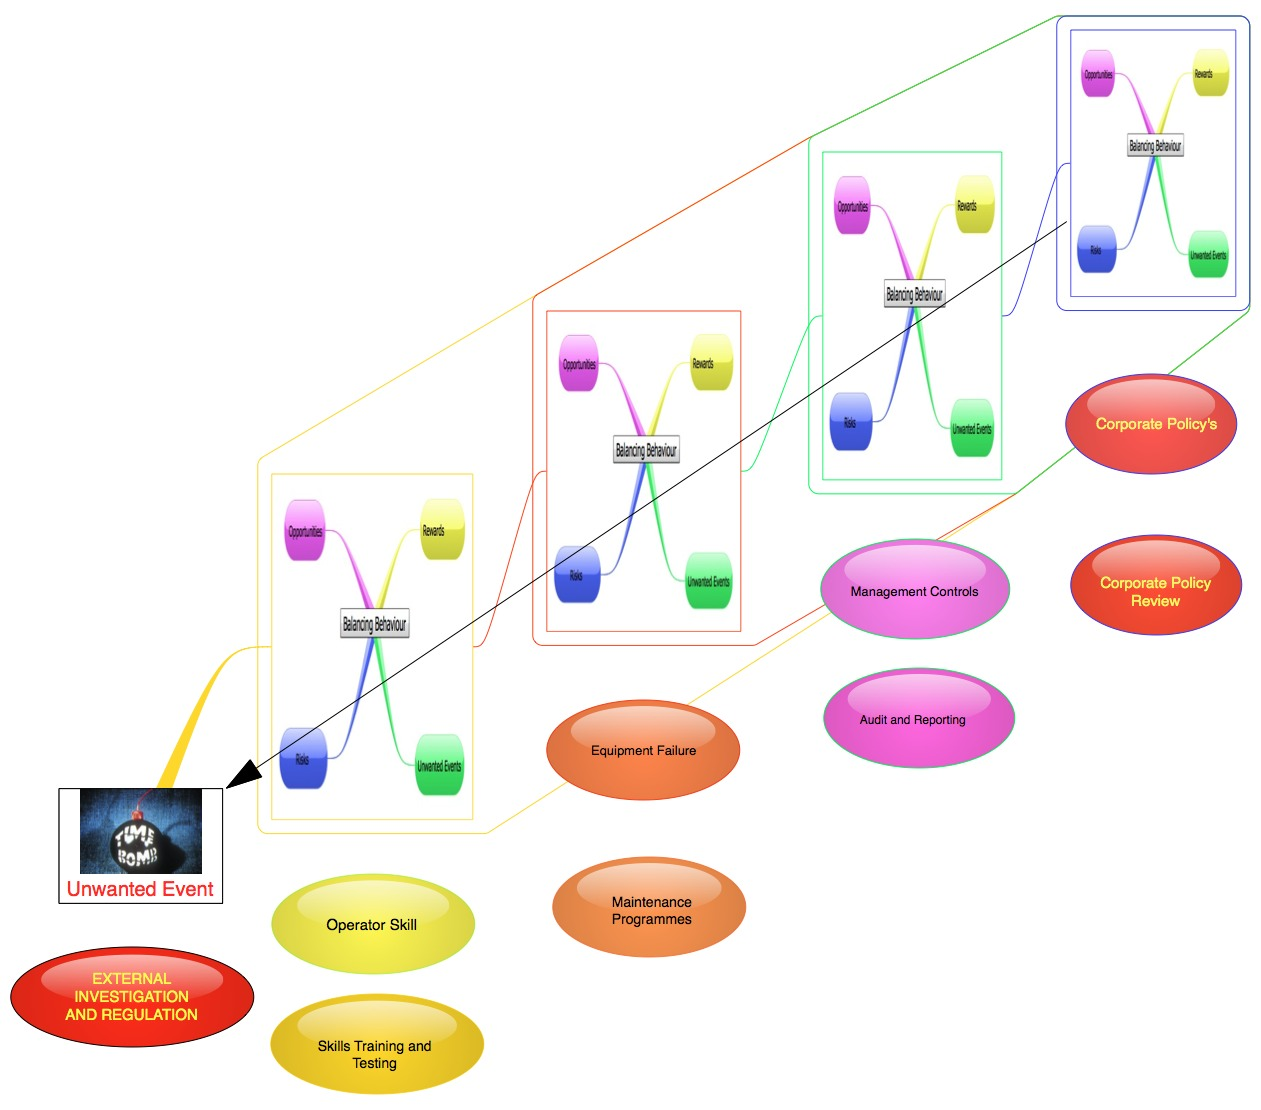 Opportunities
Rewards
Balancing Behaviour
Risks
Unwanted Events
Opportunities
Rewards
Balancing Behaviour
Risks
Unwanted Events
Opportunities
Rewards
Balancing Behaviour
Risks
Unwanted Events
Opportunities
Rewards
Balancing Behaviour
Risks
Unwanted Events
Corporate Policy's
Corporate Policy
Review
Management Controls
Audit and Reporting
Equipment Failure
Maintenance
Programmes
TIME
BOMB
Unwanted Event
Operator Skill
EXTERNAL
INVESTIGATION
AND REGULATION
Skills Training and
Testing